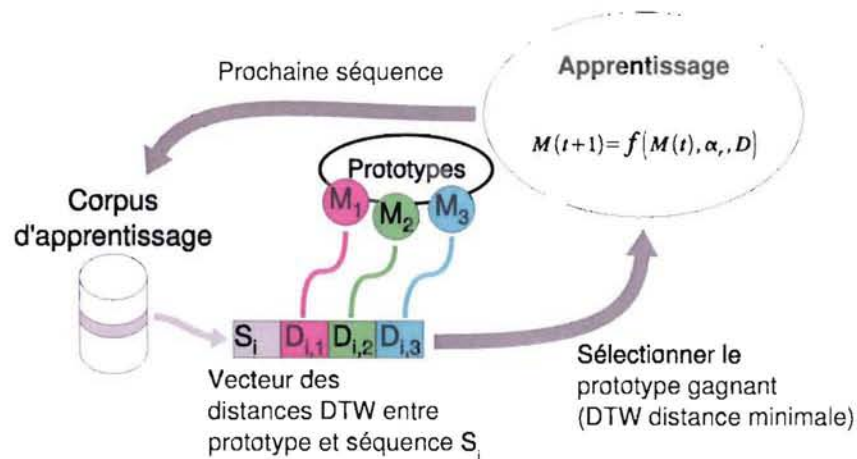 Prochaine séquence
Apprentissage
M(t+1)=f(M(t),αr,D)
Prototypes
M1
M2
M3
Corpus
d'apprentissage
Si
Di,1
Di,2
Di,3
Vecteur des
distances DTW entre
prototype et séquence Si
Sélectionner le
prototype gagnant
(DTW distance minimale)